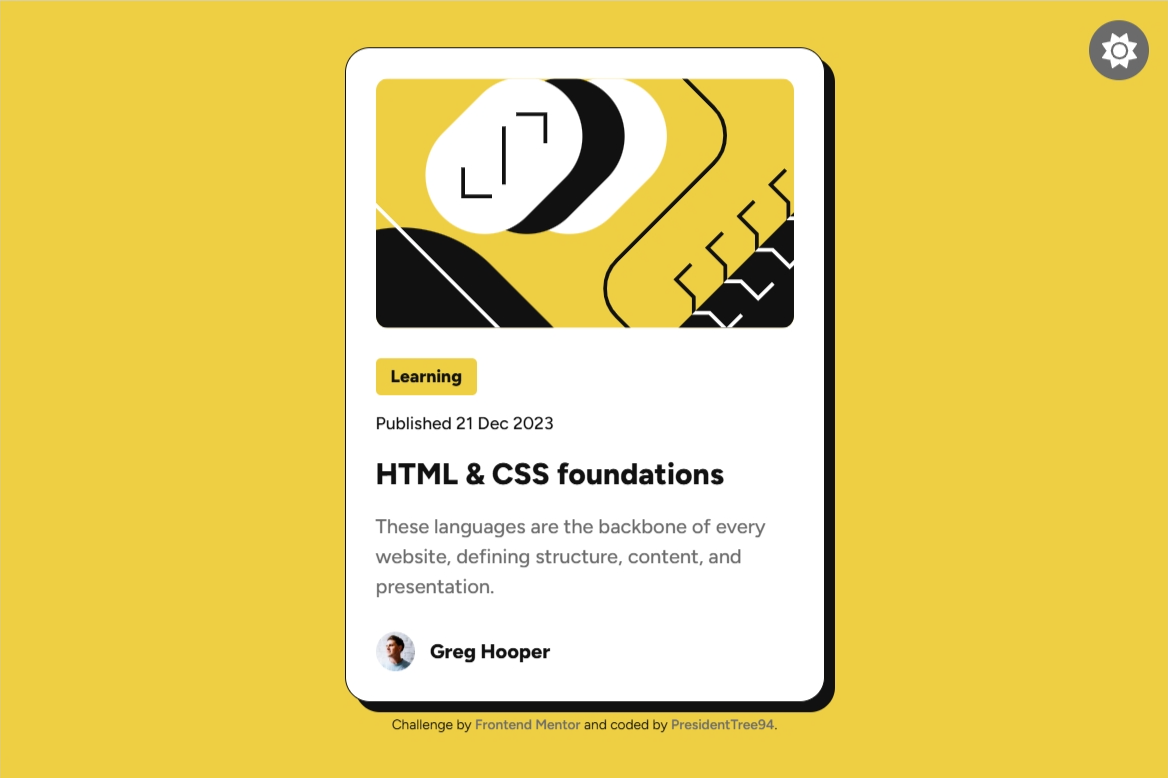 Learning
Published 21 Dec 2023
HTML & CSS foundations
These languages are the backbone of every
website, defining structure, content, and
presentation.
Greg Hooper
Challenge by Frontend Mentor and coded by PresidentTree94.